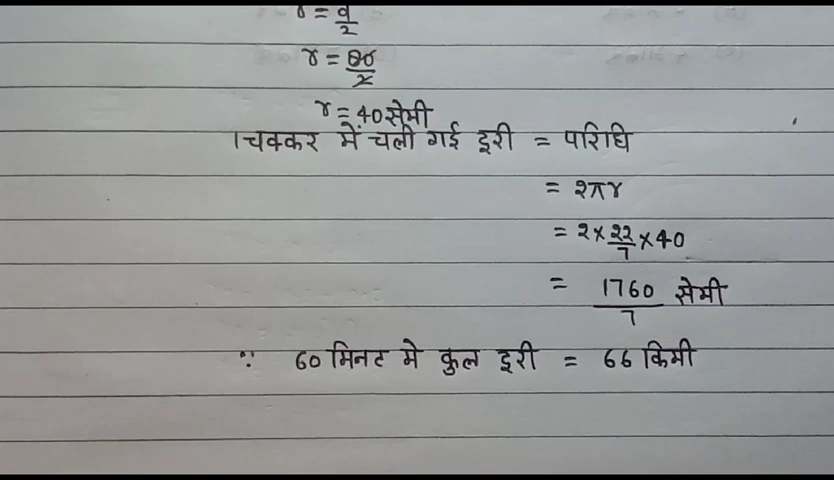 r = d/2
r = 80/2
r = 40 सेमी
1 चक्कर में चली गई दूरी = परिधि
= 2πr
= 2 × 22/7 × 40
= 1760/7 सेमी
∵ 60 मिनट मे कुल दूरी = 66 किमी